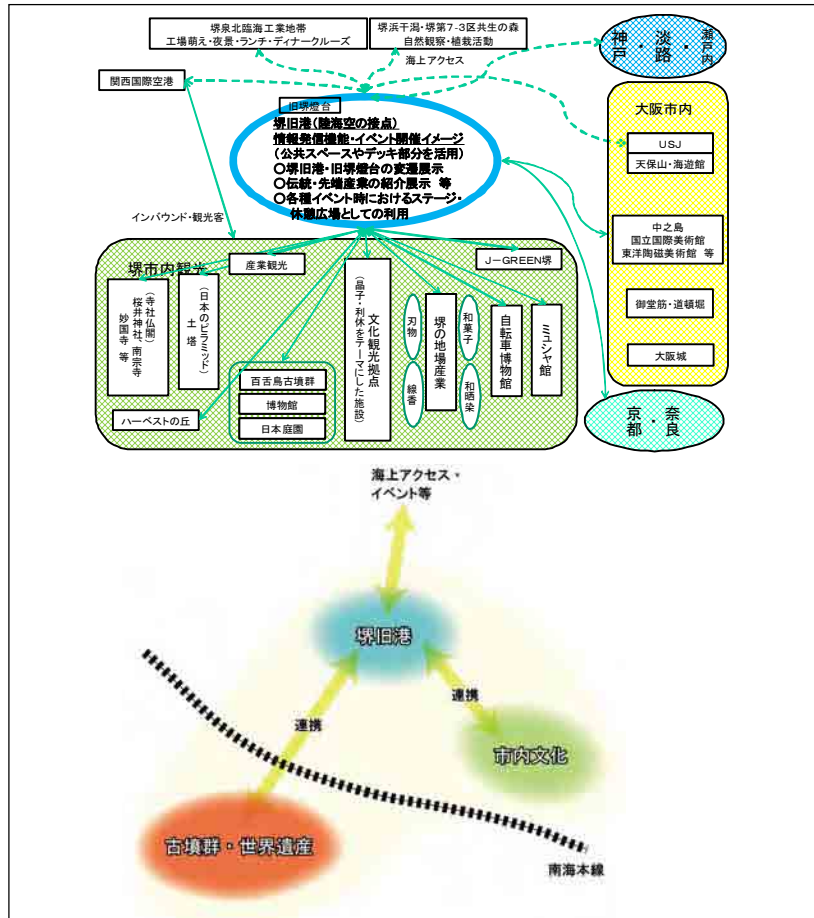 堺泉北臨海工業地帯
工場萌え・夜景・ランチ・ディナークルーズ
堺浜干潟・堺第7-3区共生の森
自然観察・植栽活動
海上アクセス
神戸・淡路・瀬戸内
関西国際空港
旧堺燈台
堺旧港(陸海空の接点)
情報発信機能・イベント開催イメージ
(公共スペースやデッキ部分を活用)
○堺旧港・旧堺燈台の変遷展示
○伝統・先端産業の紹介展示 等
○各種イベント時におけるステージ・
休憩広場としての利用
大阪市内
USJ
天保山・海遊館
中之島
国立国際美術館
東洋陶磁美術館 等
御堂筋・道頓堀
大阪城
京都・奈良
インバウンド・観光客
堺市内観光
産業観光
J-GREEN堺
(寺社仏閣)
桜井神社、南宗寺
妙国寺 等
(日本のピラミッド)
土塔
ハーベストの丘
百舌鳥古墳群
博物館
日本庭園
文化観光拠点
(晶子・利休をテーマにした施設)
刃物
線香
堺の地場産業
和菓子
和晒染
自転車博物館
ミュシャ館
海上アクセス・
イベント等
堺旧港
連携
連携
市内文化
古墳群・世界遺産
南海本線